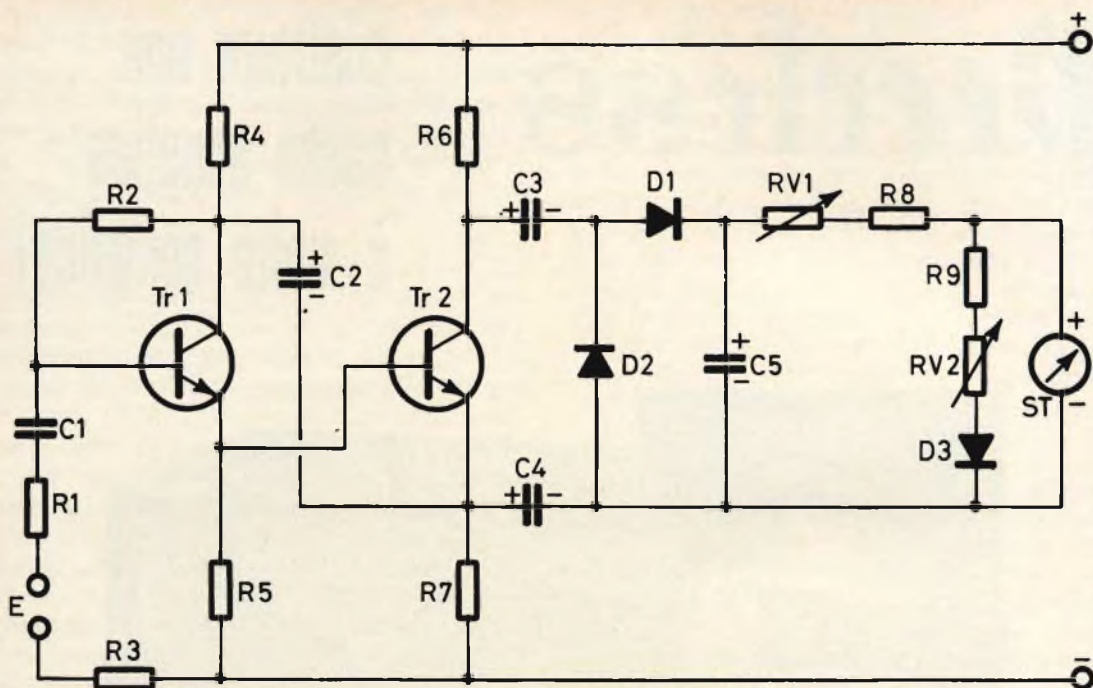 +
R4
R6
C3
+ -
D1
RV1
R8
R2
+
C2
-
R9
Tr 1
Tr 2
+
D2
+
C5
-
RV2
ST
-
C1
D3
C4
+ -
R1
R5
R7
E
R3
-